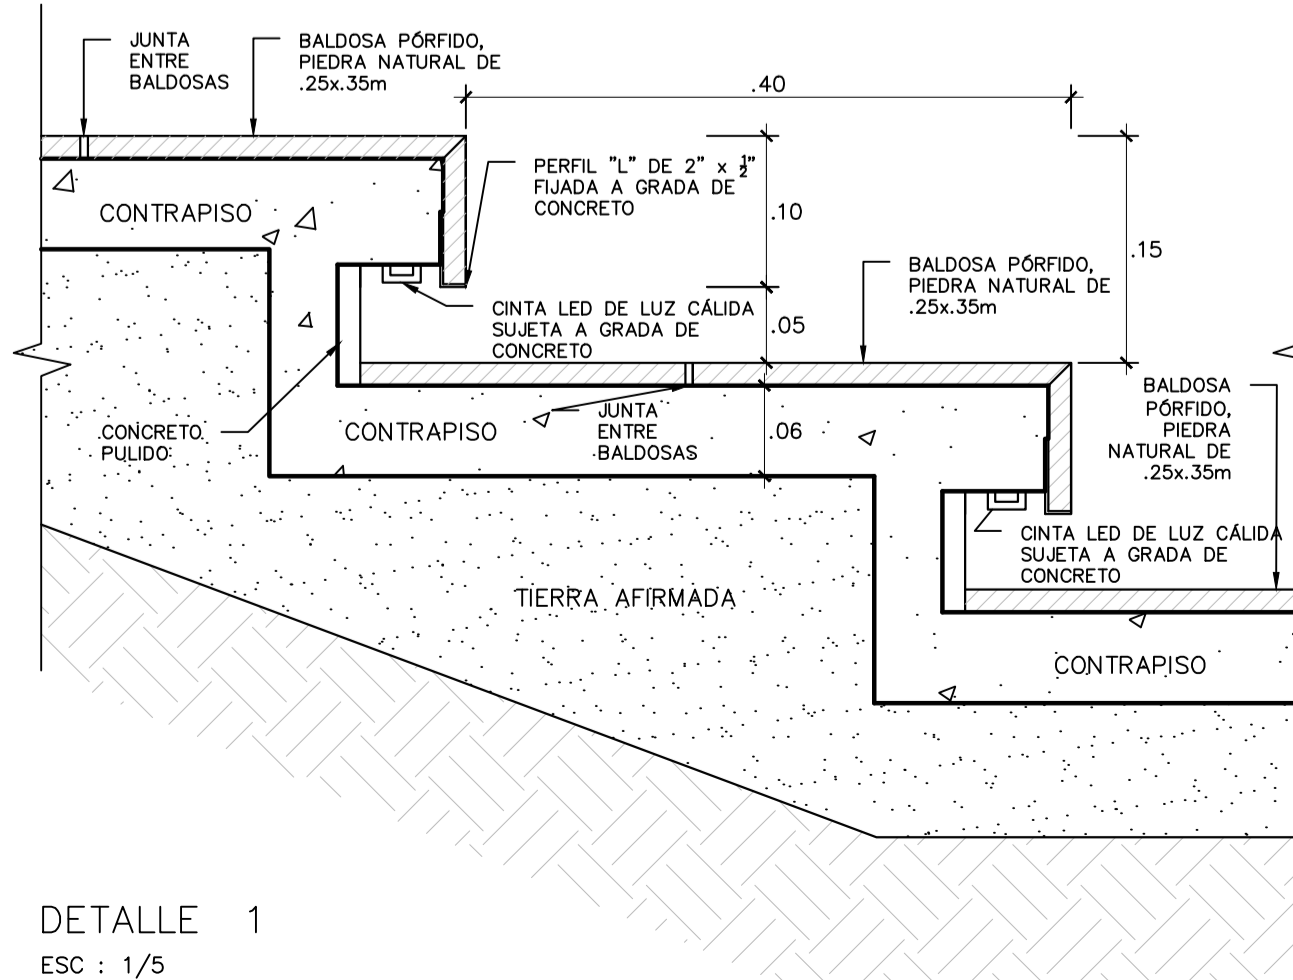 JUNTA
ENTRE
BALDOSAS
BALDOSA PÓRFIDO,
PIEDRA NATURAL DE
.25x.35m
.40
PERFIL "L" DE 2" x ½"
FIJADA A GRADA DE
CONCRETO
.10
.15
CONTRAPISO
BALDOSA PÓRFIDO,
PIEDRA NATURAL DE
.25x.35m
CINTA LED DE LUZ CÁLIDA
SUJETA A GRADA DE
CONCRETO
.05
BALDOSA
PÓRFIDO,
PIEDRA
NATURAL DE
.25x.35m
CONCRETO
PULIDO
CONTRAPISO
JUNTA
ENTRE
BALDOSAS
.06
CINTA LED DE LUZ CÁLIDA
SUJETA A GRADA DE
CONCRETO
TIERRA AFIRMADA
CONTRAPISO
DETALLE 1
ESC : 1/5